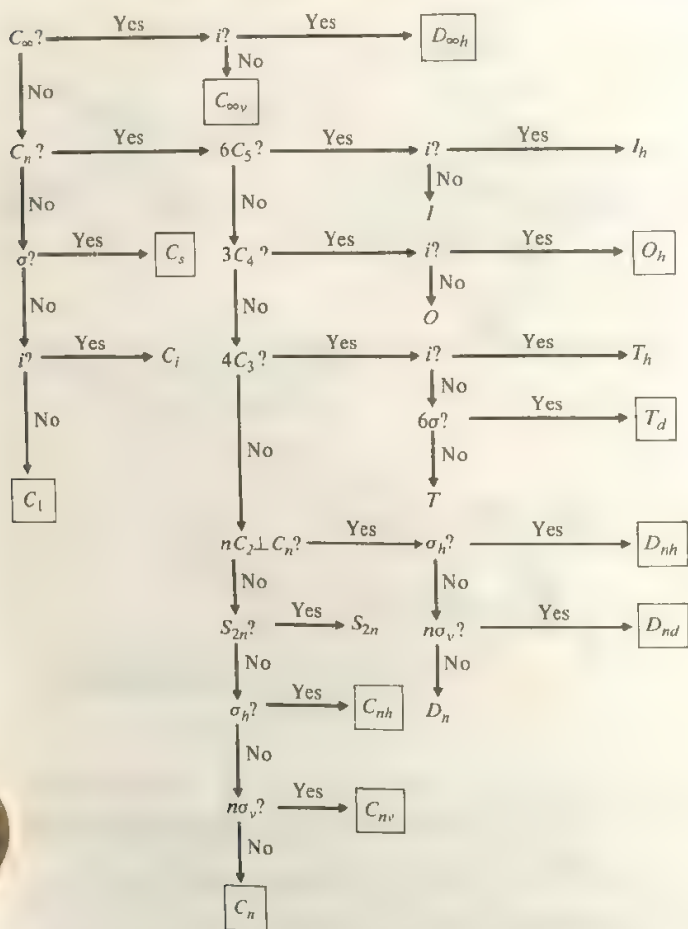 C∞? Yes i? Yes D∞h
No No
C∞v
Cn? Yes 6C5? Yes i? Yes Ih
No No No
I
σ? Yes Cs 3C4? Yes i? Yes Oh
No No No
O
i? Yes Ci 4C3? Yes i? Yes Th
No No No
6σ? Yes Td
No
C1 T
nC2⊥Cn? Yes σh? Yes Dnh
No No
S2n? Yes S2n nσv? Yes Dnd
No No
σh? Yes Cnh Dn
No
nσv? Yes Cnv
No
Cn